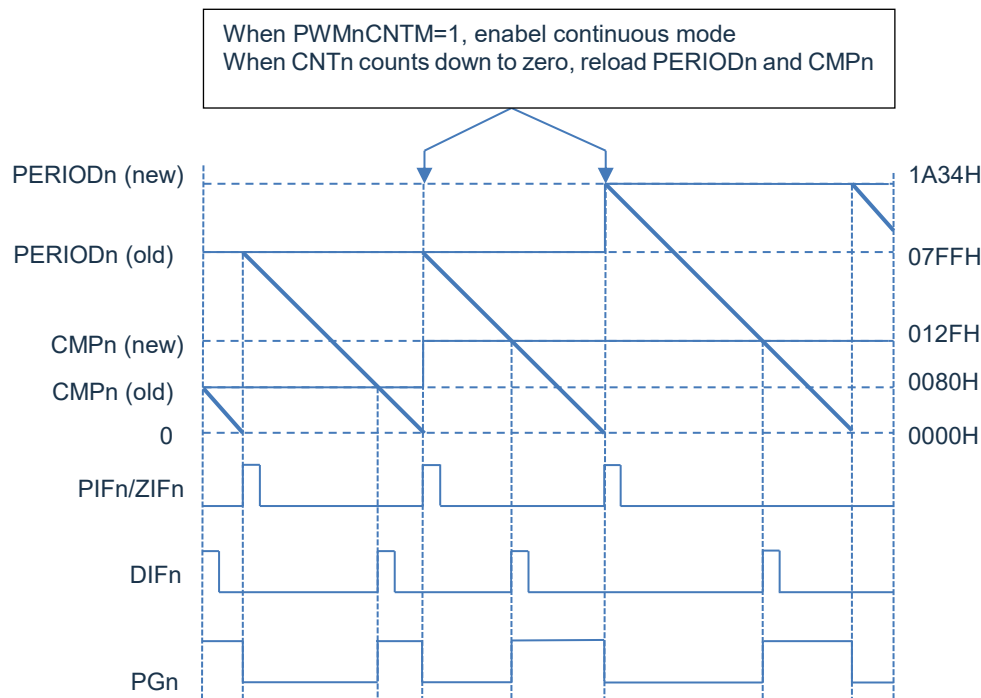 When PWMnCNTM=1, enabel continuous mode
When CNTn counts down to zero, reload PERIODn and CMPn
PERIODn (new)
1A34H
PERIODn (old)
07FFH
CMPn (new)
012FH
CMPn (old)
0080H
0
0000H
PIFn/ZIFn
DIFn
PGn